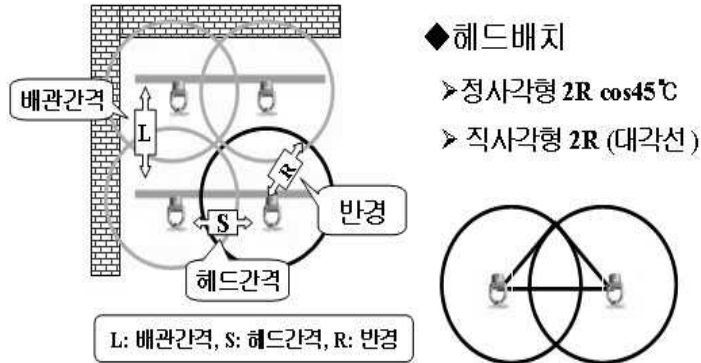 ◆헤드배치
➢정사각형 2R cos45℃
➢ 직사각형 2R (대각선)
배관간격
L
R
반경
S
헤드간격
L: 배관간격, S: 헤드간격, R: 반경